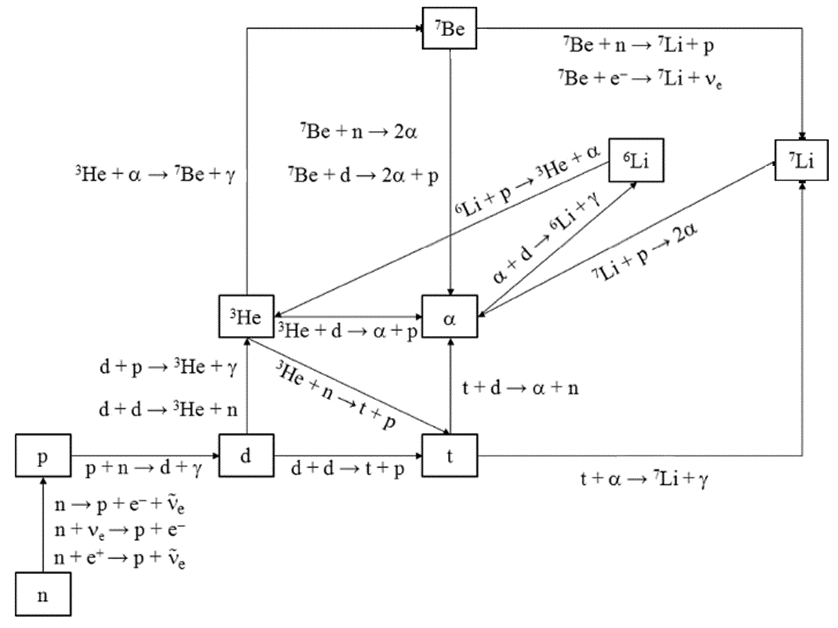 ⁷Be
⁷Be + n → ⁷Li + p
⁷Be + e⁻ → ⁷Li + νₑ
⁷Be + n → 2α
⁷Be + d → 2α + p
³He + α → ⁷Be + γ
⁶Li
⁷Li
⁶Li + p → ³He + α
α + d → ⁶Li + γ
⁷Li + p → 2α
³He
α
³He + d → α + p
d + p → ³He + γ
d + d → ³He + n
³He + n → t + p
t + d → α + n
p
p + n → d + γ
d
d + d → t + p
t
t + α → ⁷Li + γ
n → p + e⁻ + ν̃ₑ
n + νₑ → p + e⁻
n + e⁺ → p + ν̃ₑ
n